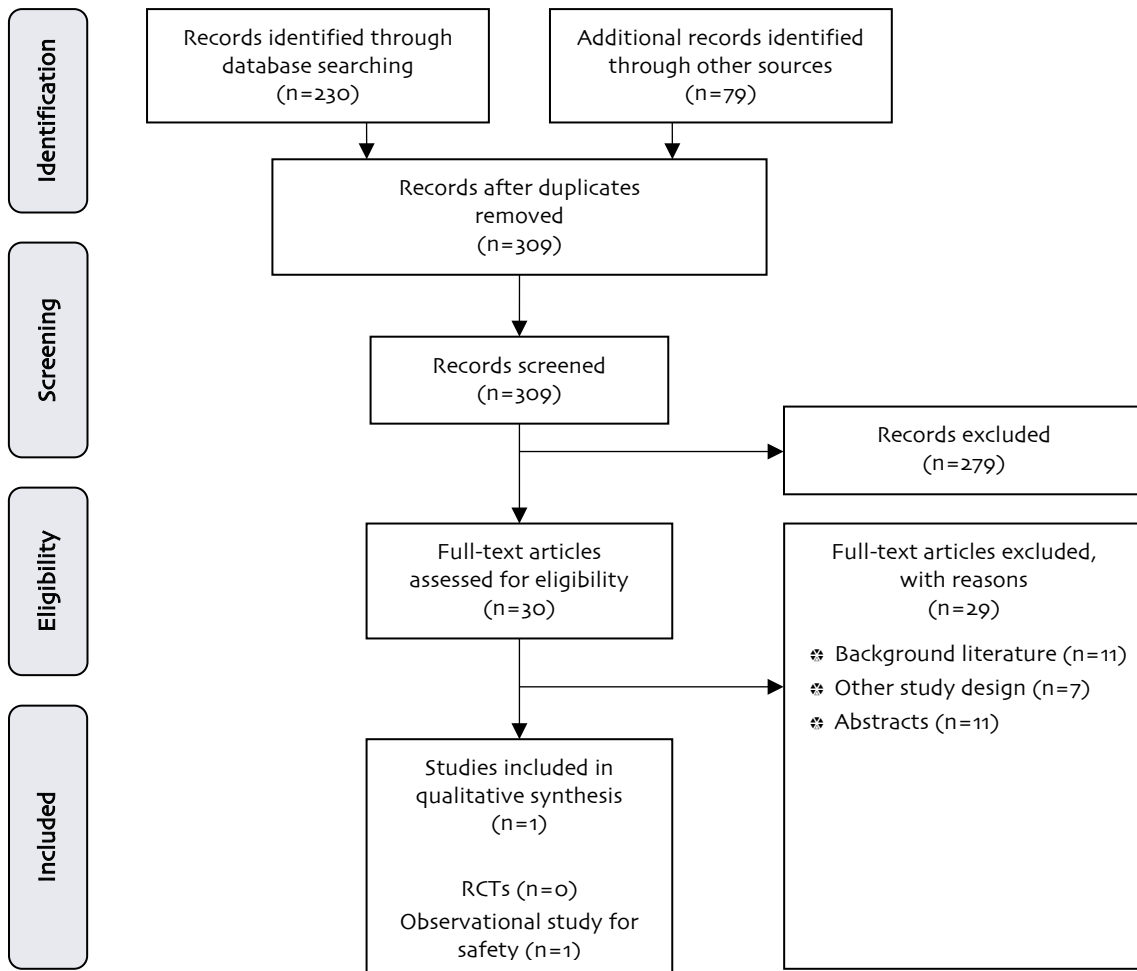 Identification
Records identified through
database searching
(n=230)
Additional records identified
through other sources
(n=79)
Records after duplicates
removed
(n=309)
Screening
Records screened
(n=309)
Records excluded
(n=279)
Eligibility
Full-text articles
assessed for eligibility
(n=30)
Full-text articles excluded,
with reasons
(n=29)
Background literature (n=11)
Other study design (n=7)
Abstracts (n=11)
Included
Studies included in
qualitative synthesis
(n=1)
RCTs (n=0)
Observational study for
safety (n=1)